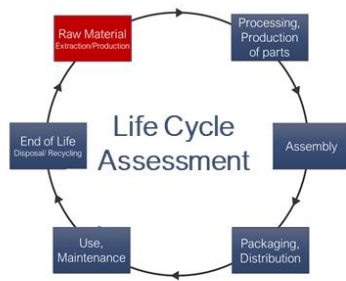 Raw Material
Extraction/Production
Processing,
Production
of parts
Life Cycle
Assessment
End of Life
Disposal/ Recycling
Assembly
Use,
Maintenance
Packaging,
Distribution